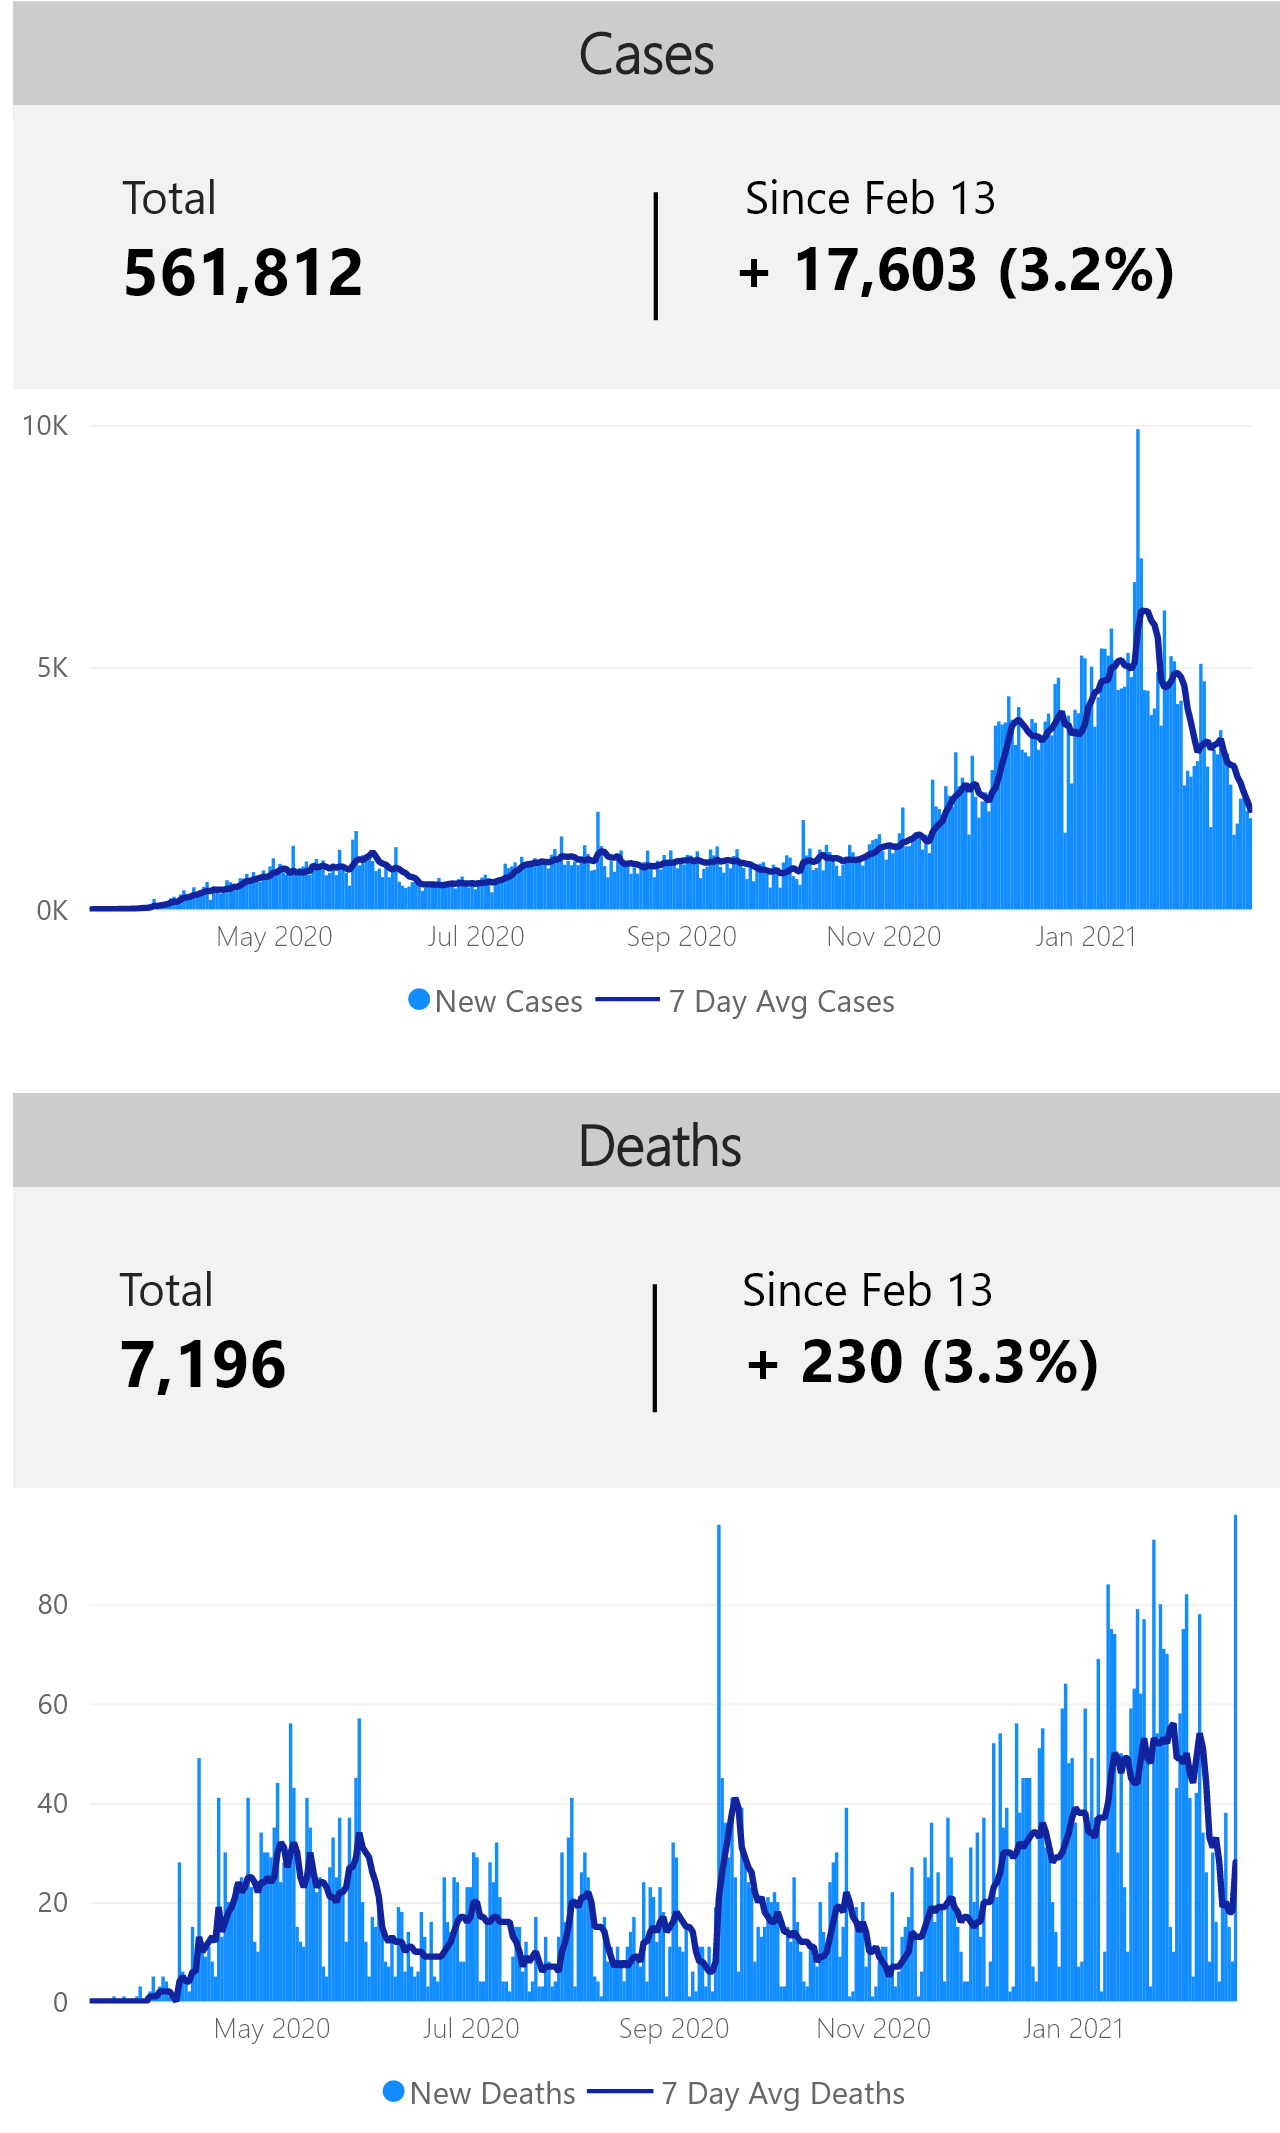 Cases
Total
Since Feb 13
561,812
+ 17,603 (3.2%)
10K
5K
0K
May 2020 Jul 2020 Sep 2020 Nov 2020 Jan 2021
New Cases 7 Day Avg Cases
Deaths
Total
Since Feb 13
7,196
+ 230 (3.3%)
80
60
40
20
0
May 2020 Jul 2020 Sep 2020 Nov 2020 Jan 2021
New Deaths 7 Day Avg Deaths